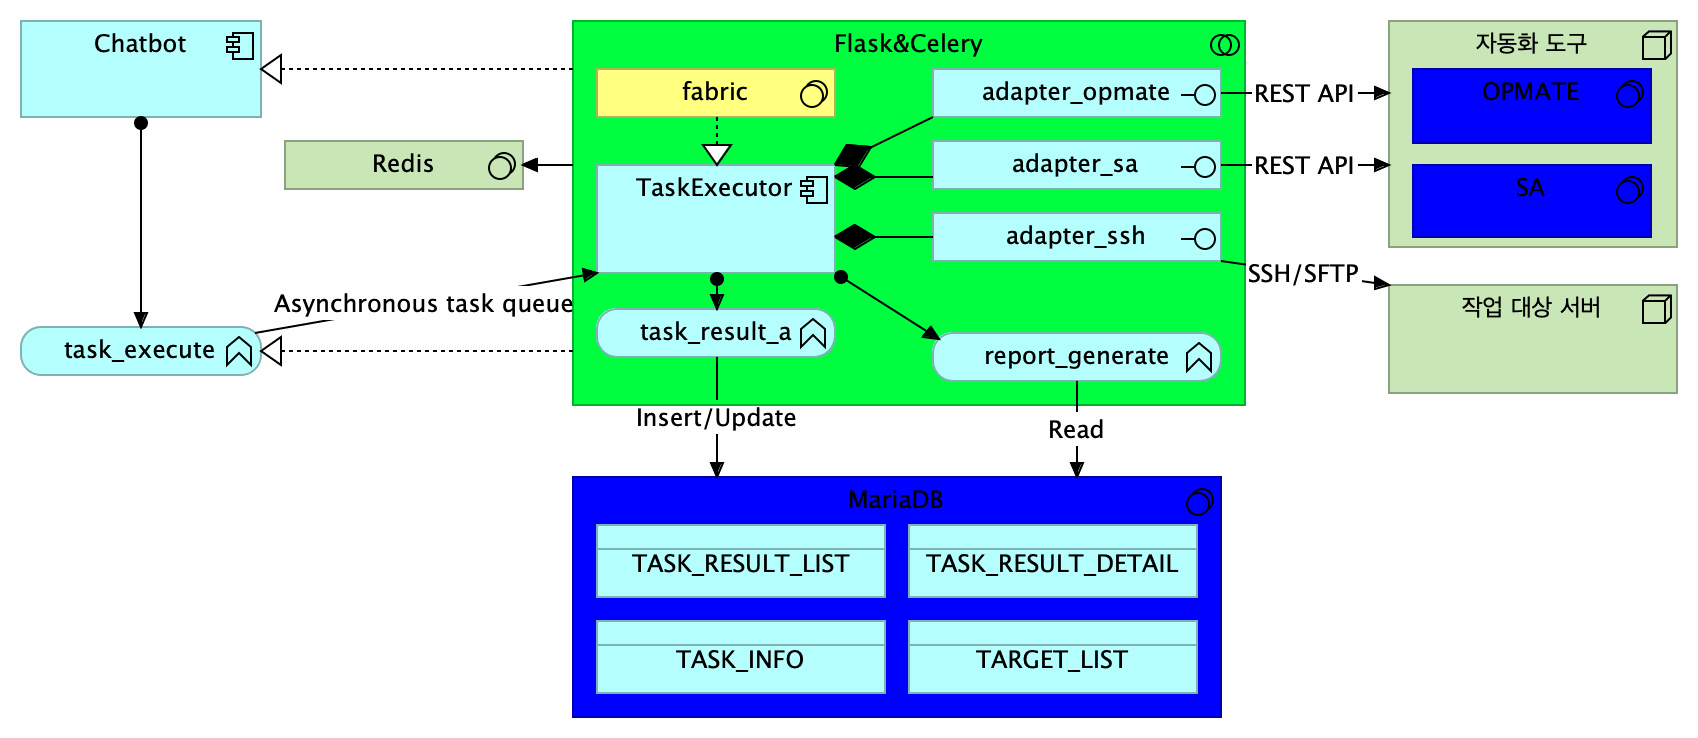 Chatbot
Flask&Celery
자동화 도구
fabric
adapter_opmate
REST API
OPMATE
Redis
TaskExecutor
adapter_sa
REST API
SA
adapter_ssh
SSH/SFTP
작업 대상 서버
Asynchronous task queue
task_execute
task_result_a
report_generate
Insert/Update
Read
MariaDB
TASK_RESULT_LIST
TASK_RESULT_DETAIL
TASK_INFO
TARGET_LIST